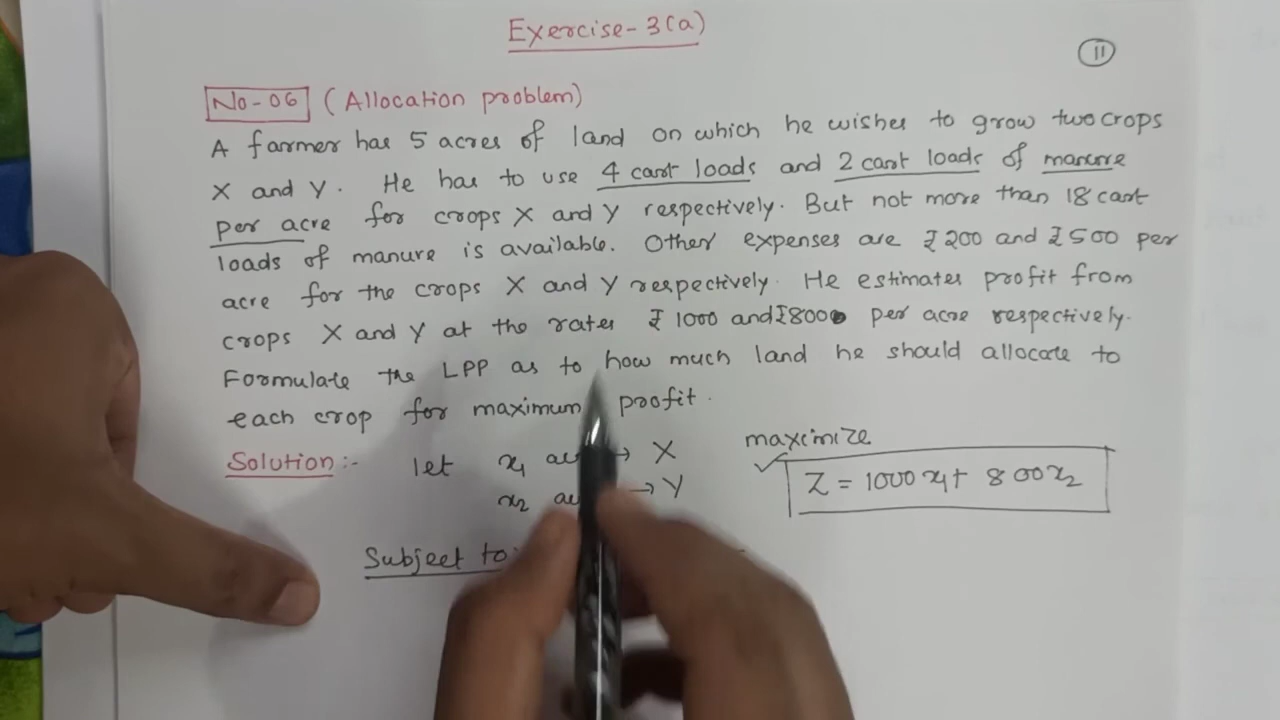 Exercise-3(a)
11
No-06 (Allocation problem)
A farmer has 5 acres of land on which he wishes to grow two crops
X and Y. He has to use 4 cart loads and 2 cart loads of manure
per acre for crops X and Y respectively. But not more than 18 cart
loads of manure is available. Other expenses are ₹200 and ₹500 per
acre for the crops X and Y respectively. He estimates profit from
crops X and Y at the rates ₹1000 and ₹800 per acre respectively.
Formulate the LPP as to how much land he should allocate to
each crop for maximum profit.
Solution:- let x₁ → X
x₂ → Y
maximize
Z = 1000x₁ + 800x₂
Subject to